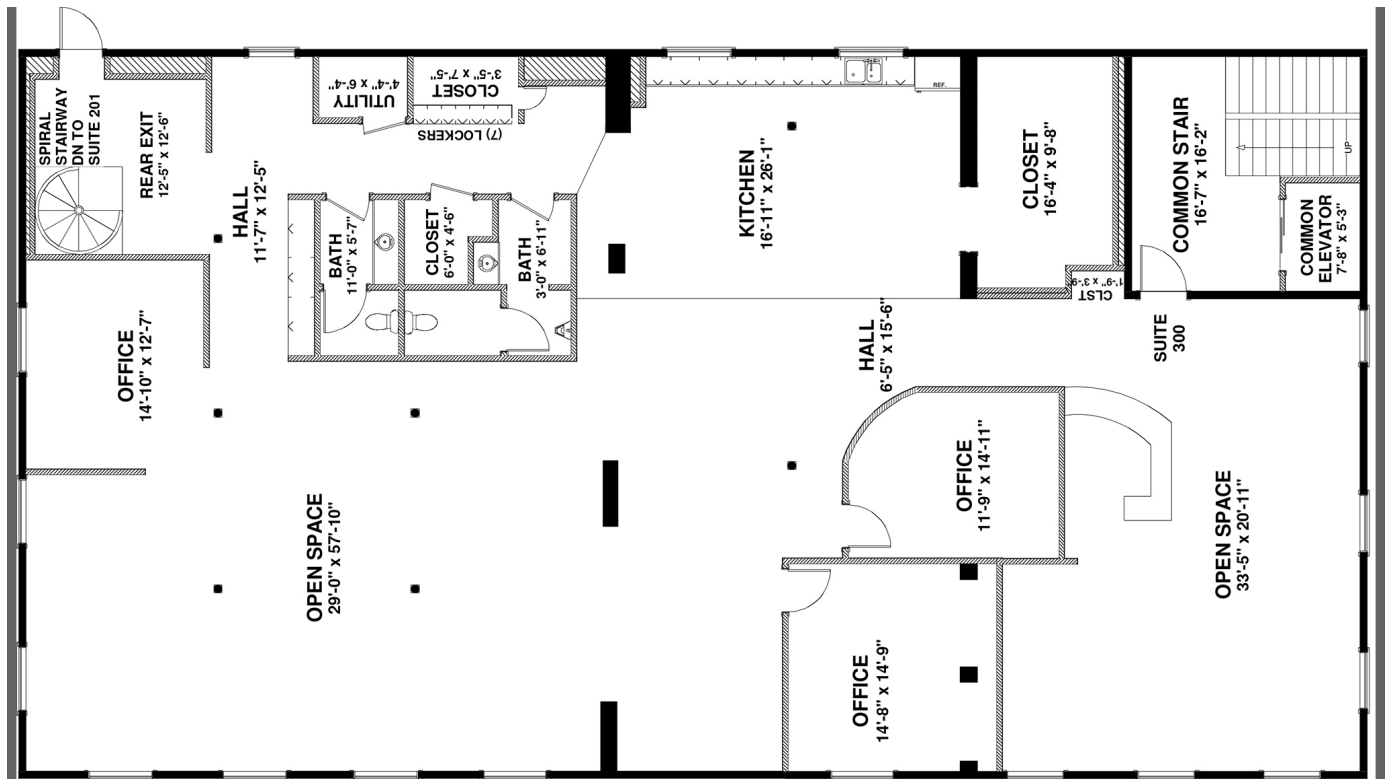 SPIRAL
STAIRWAY
DN TO
SUITE 201
REAR EXIT
12'-5" x 12'-6"
HALL
11'-7" x 12'-5"
UTILITY
4'-4" x 6'-4"
CLOSET
3'-5" x 7'-5"
(7) LOCKERS
BATH
11'-0" x 5'-7"
CLOSET
6'-0" x 4'-6"
BATH
3'-0" x 6'-11"
KITCHEN
16'-11" x 26'-1"
REF.
CLOSET
16'-4" x 9'-8"
COMMON STAIR
16'-7" x 16'-2"
UP
COMMON
ELEVATOR
7'-8" x 5'-3"
CLST
1'-9" x 3'-9"
SUITE
300
HALL
6'-5" x 15'-6"
OFFICE
14'-10" x 12'-7"
OPEN SPACE
29'-0" x 57'-10"
OFFICE
11'-9" x 14'-11"
OFFICE
14'-8" x 14'-9"
OPEN SPACE
33'-5" x 20'-11"